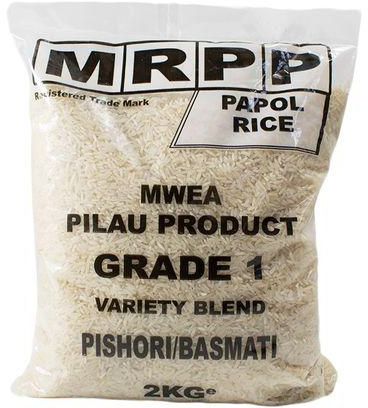 MRPP
Registered Trade Mark
PAPOL
RICE
MWEA
PILAU PRODUCT
GRADE 1
VARIETY BLEND
PISHORI/BASMATI
2KGe